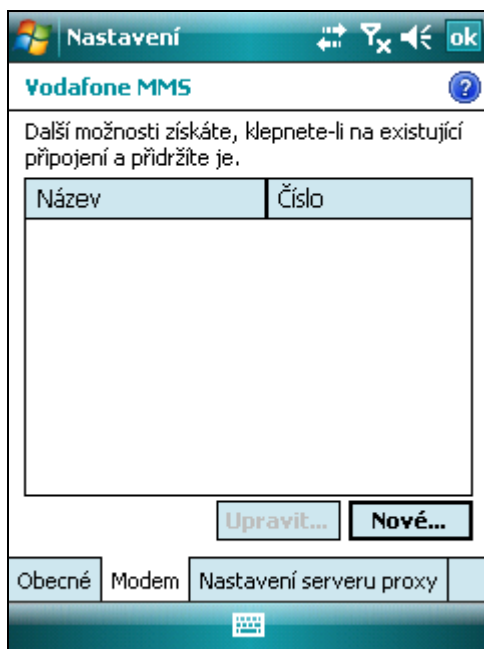 Nastavení
ok
Vodafone MMS
?
Další možnosti získáte, klepnete-li na existující
připojení a přidržíte je.
Název Číslo
Upravit... Nové...
Obecné Modem Nastavení serveru proxy